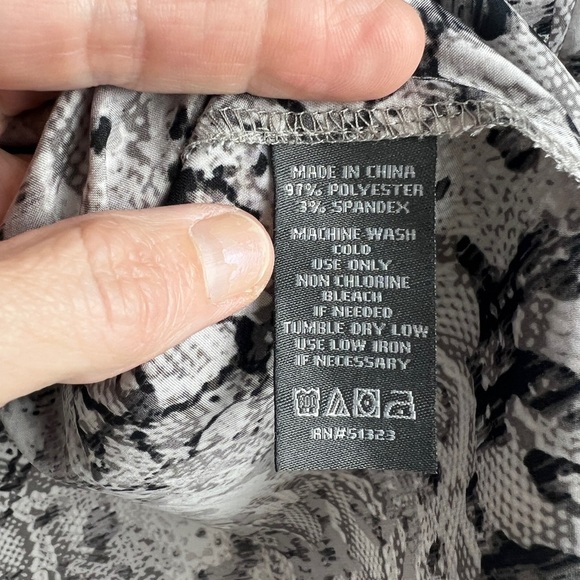 MADE IN CHINA
97% POLYESTER
3% SPANDEX
MACHINE WASH
COLD
USE ONLY
NON CHLORINE
BLEACH
IF NEEDED
TUMBLE DRY LOW
USE LOW IRON
IF NECESSARY
RN#51323